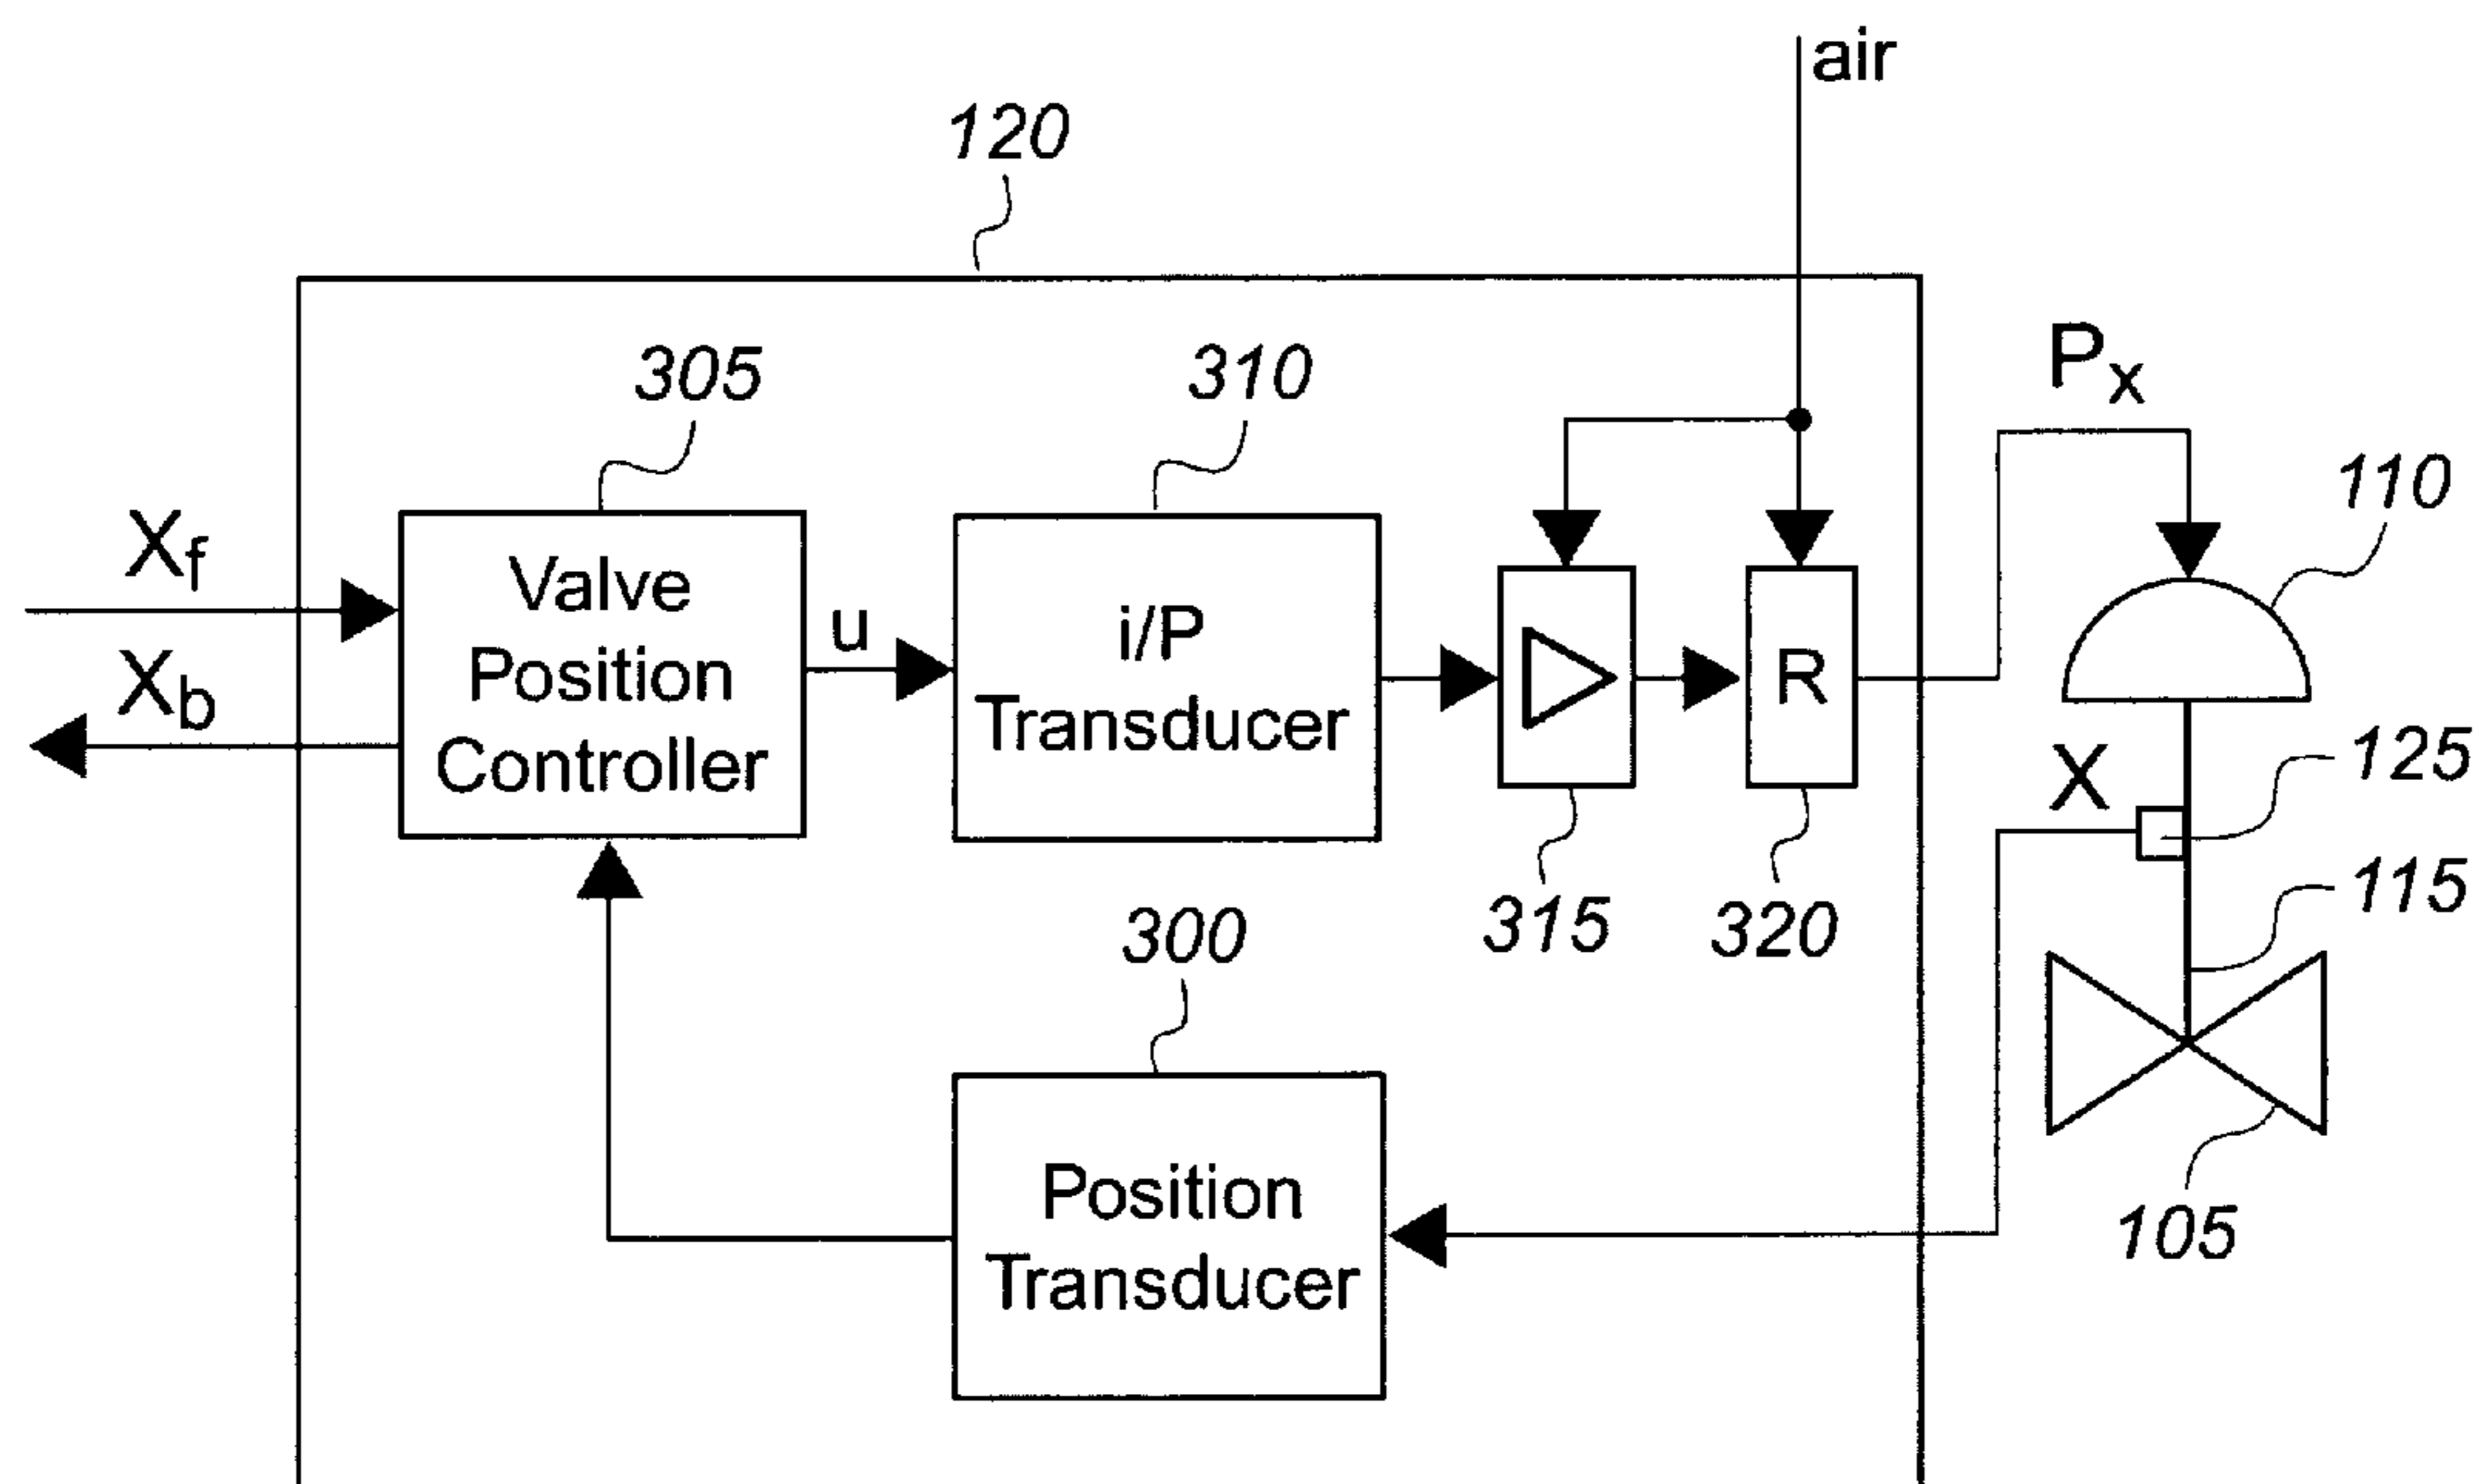 air
120
305
310
Px
110
Xf
Valve
Position
Controller
Xb
u
i/P
Transducer
R
X
125
115
315
320
300
Position
Transducer
105